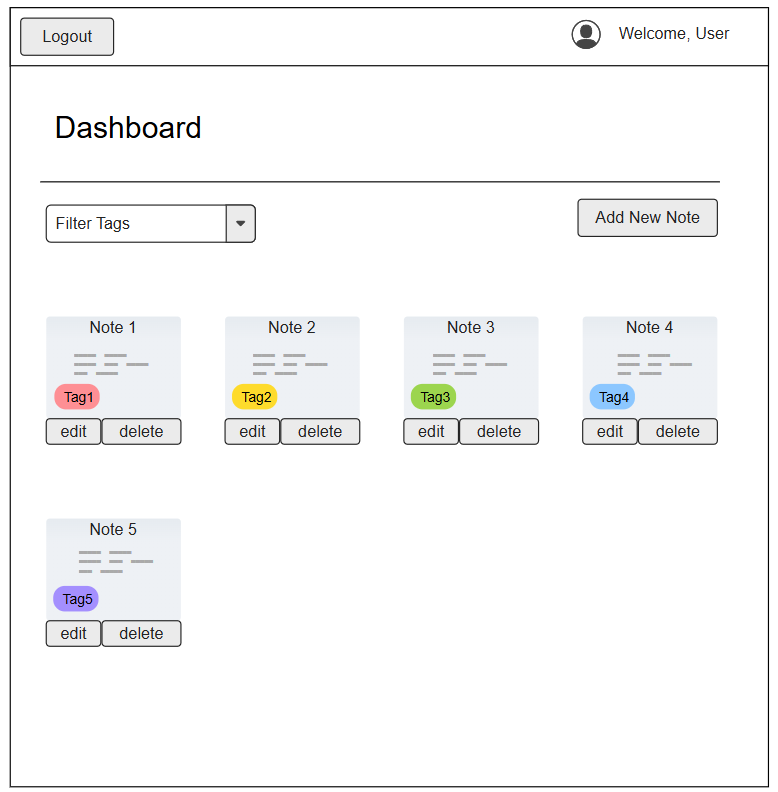 Logout
Welcome, User
Dashboard
Filter Tags
Add New Note
Note 1
Note 2
Note 3
Note 4
Tag1
Tag2
Tag3
Tag4
edit delete
edit delete
edit delete
edit delete
Note 5
Tag5
edit delete